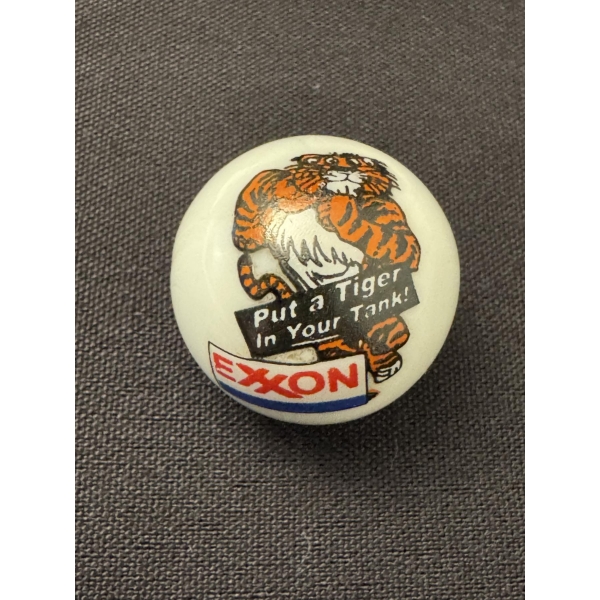 Put a Tiger
In Your Tank!
EXXON